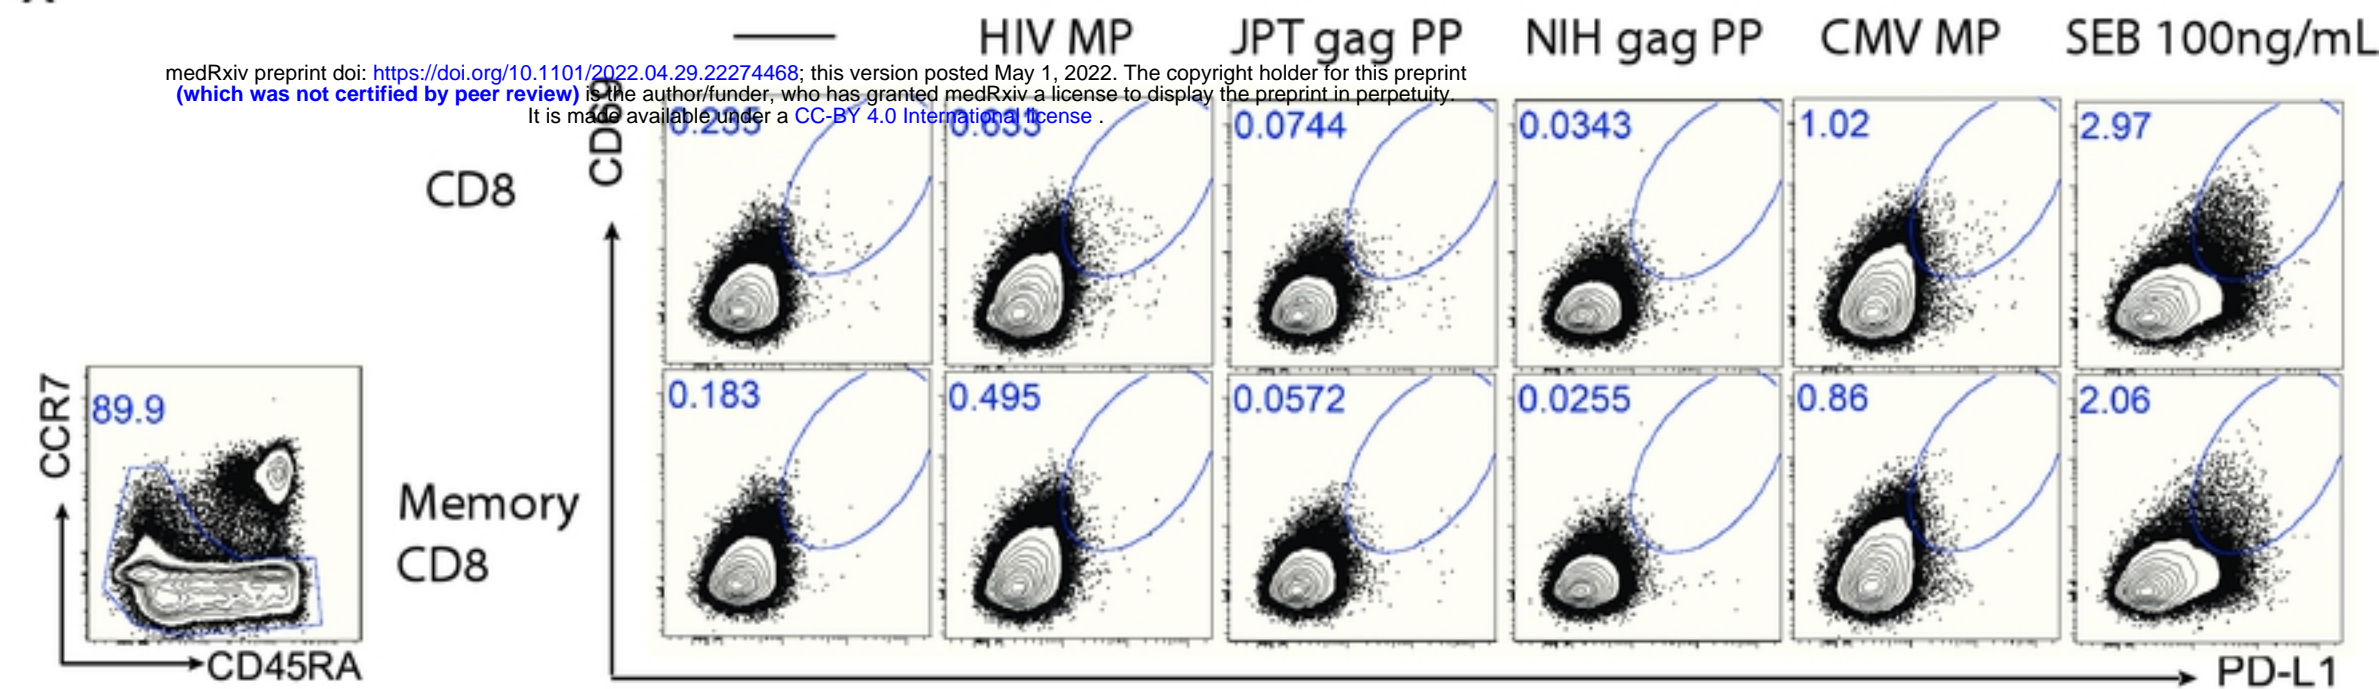 — HIV MP JPT gag PP NIH gag PP CMV MP SEB 100ng/mL
medRxiv preprint doi: https://doi.org/10.1101/2022.04.29.22274468; this version posted May 1, 2022. The copyright holder for this preprint
(which was not certified by peer review) is the author/funder, who has granted medRxiv a license to display the preprint in perpetuity.
It is made available under a CC-BY 4.0 International license .
CD69
0.0744 0.0343 1.02 2.97
CD8
CCR7
89.9
0.183 0.495 0.0572 0.0255 0.86 2.06
Memory
CD8
CD45RA
PD-L1